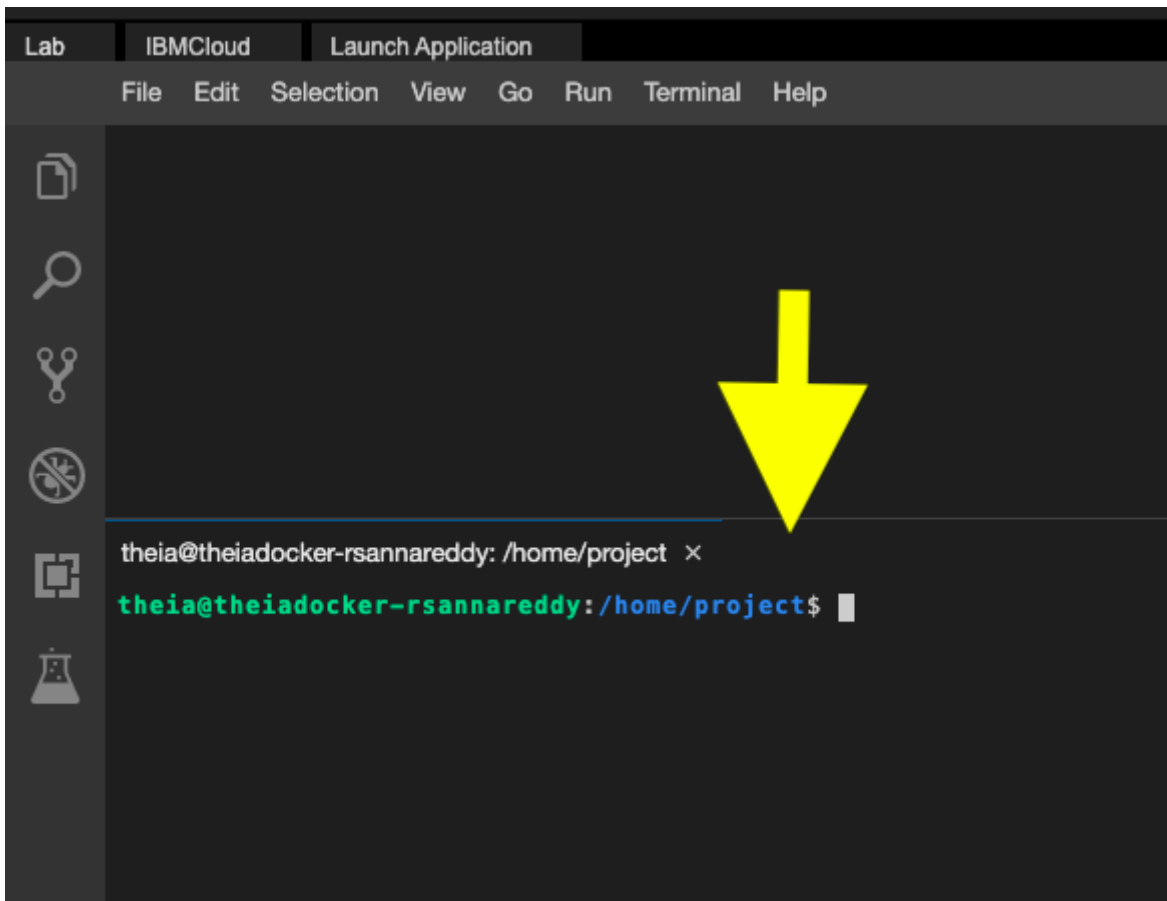 Lab IBMCloud Launch Application
File Edit Selection View Go Run Terminal Help
theia@theiadocker-rsannareddy: /home/project ×
theia@theiadocker-rsannareddy:/home/project$